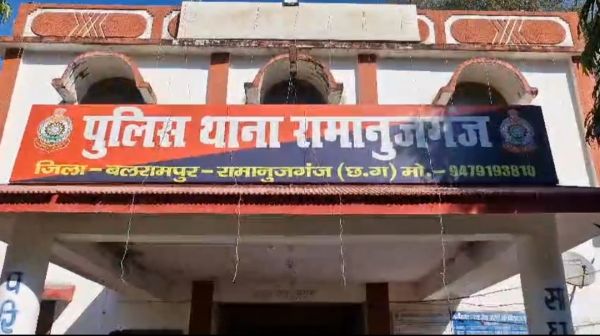 पुलिस थाना रामानुजगंज
जिला - बलरामपुर - रामानुजगंज (छ.ग) मो.- 9479193810